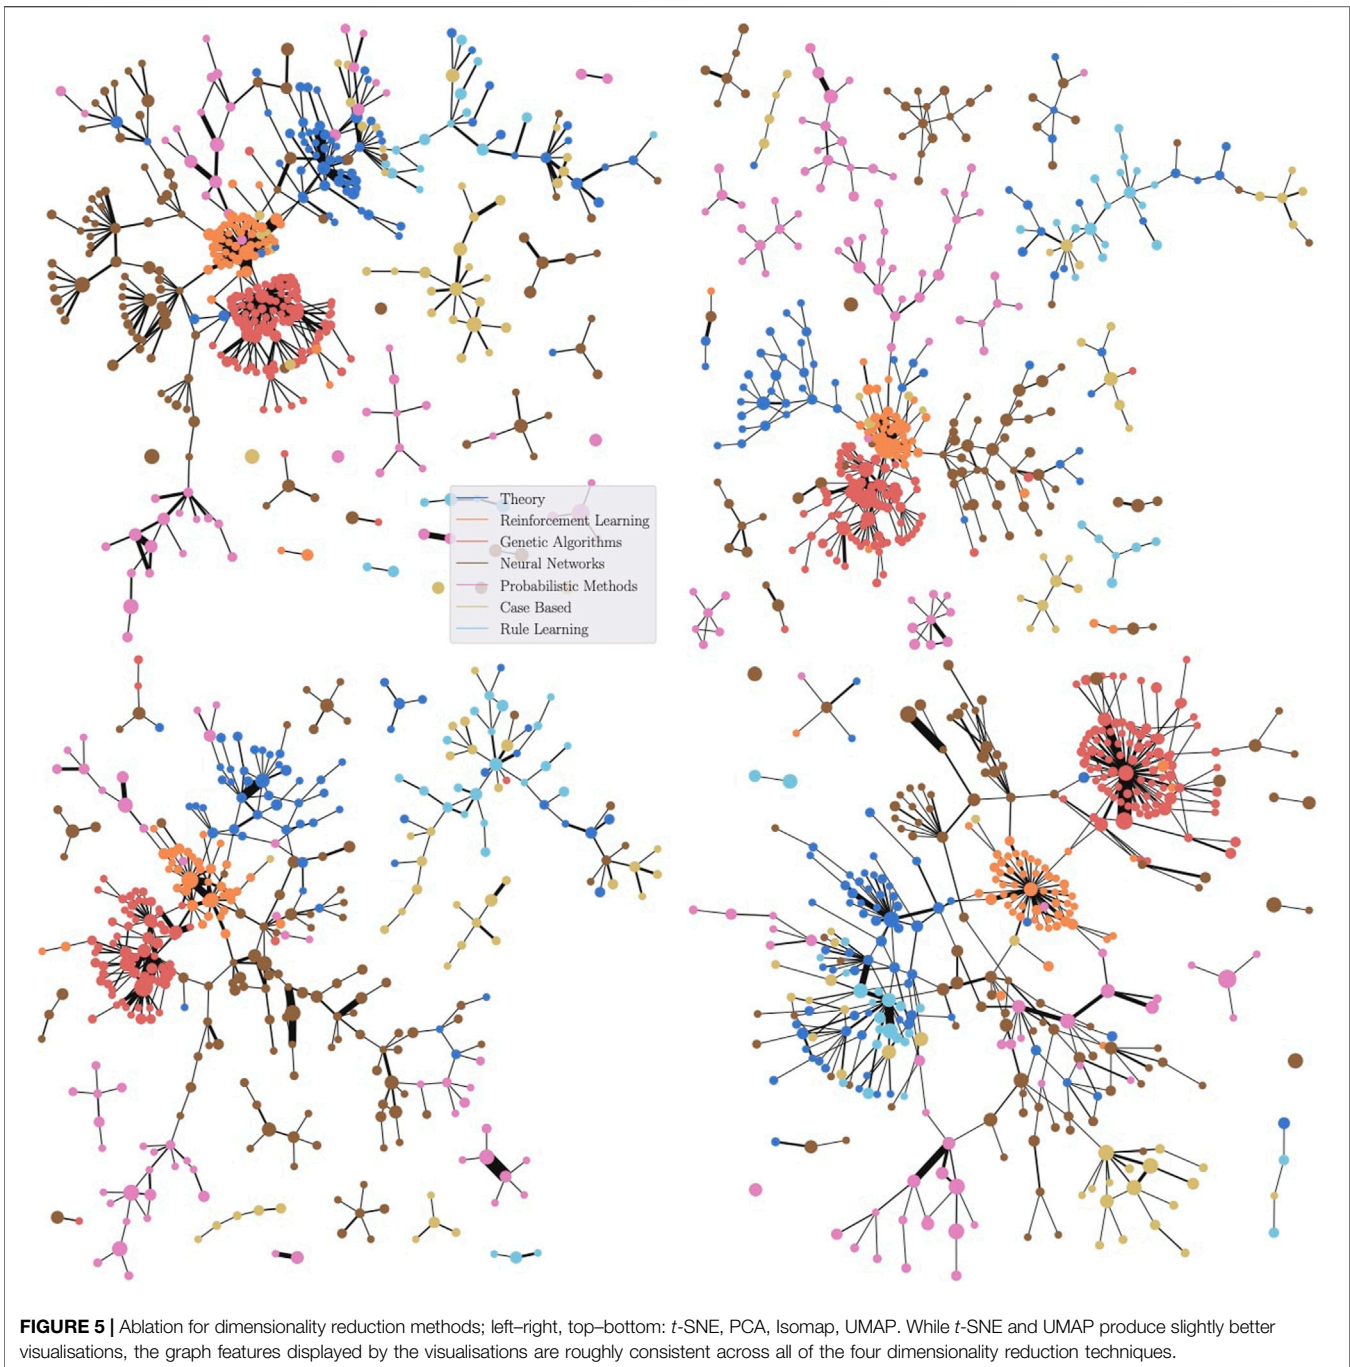 Theory
Reinforcement Learning
Genetic Algorithms
Neural Networks
Probabilistic Methods
Case Based
Rule Learning
FIGURE 5 | Ablation for dimensionality reduction methods; left–right, top–bottom: t-SNE, PCA, Isomap, UMAP. While t-SNE and UMAP produce slightly better
visualisations, the graph features displayed by the visualisations are roughly consistent across all of the four dimensionality reduction techniques.